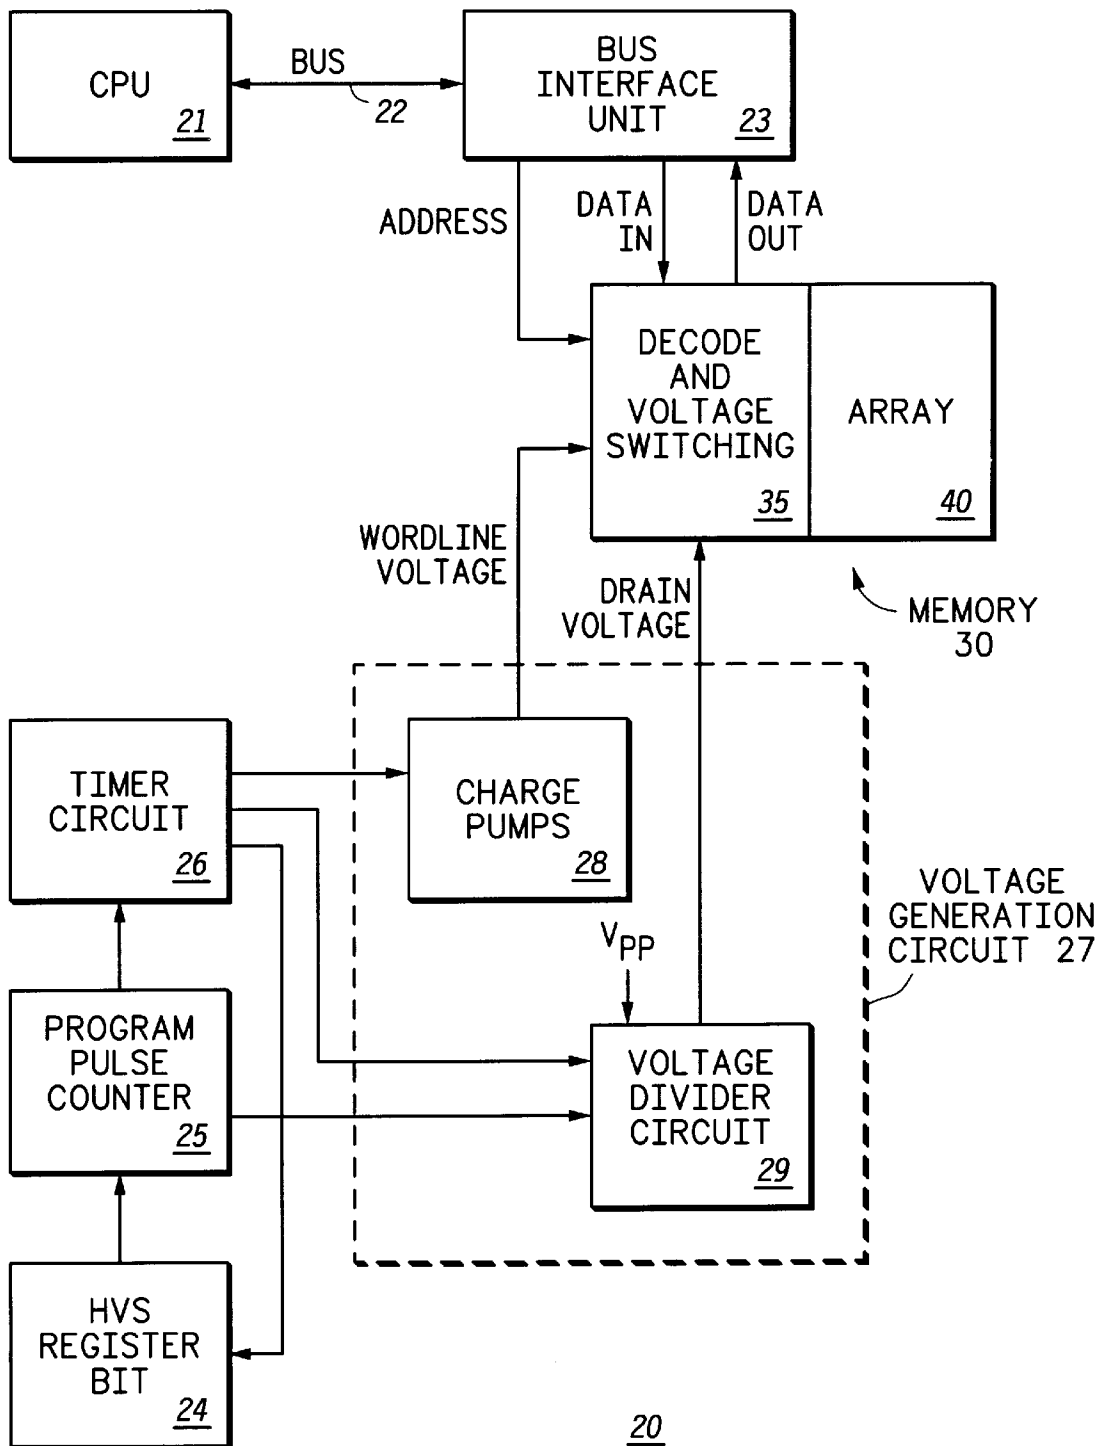 CPU
21
BUS
22
BUS
INTERFACE
UNIT
23
ADDRESS
DATA
IN
DATA
OUT
DECODE
AND
VOLTAGE
SWITCHING
35
ARRAY
40
WORDLINE
VOLTAGE
DRAIN
VOLTAGE
MEMORY
30
TIMER
CIRCUIT
26
CHARGE
PUMPS
28
VOLTAGE
GENERATION
CIRCUIT 27
VPP
PROGRAM
PULSE
COUNTER
25
VOLTAGE
DIVIDER
CIRCUIT
29
HVS
REGISTER
BIT
24
20